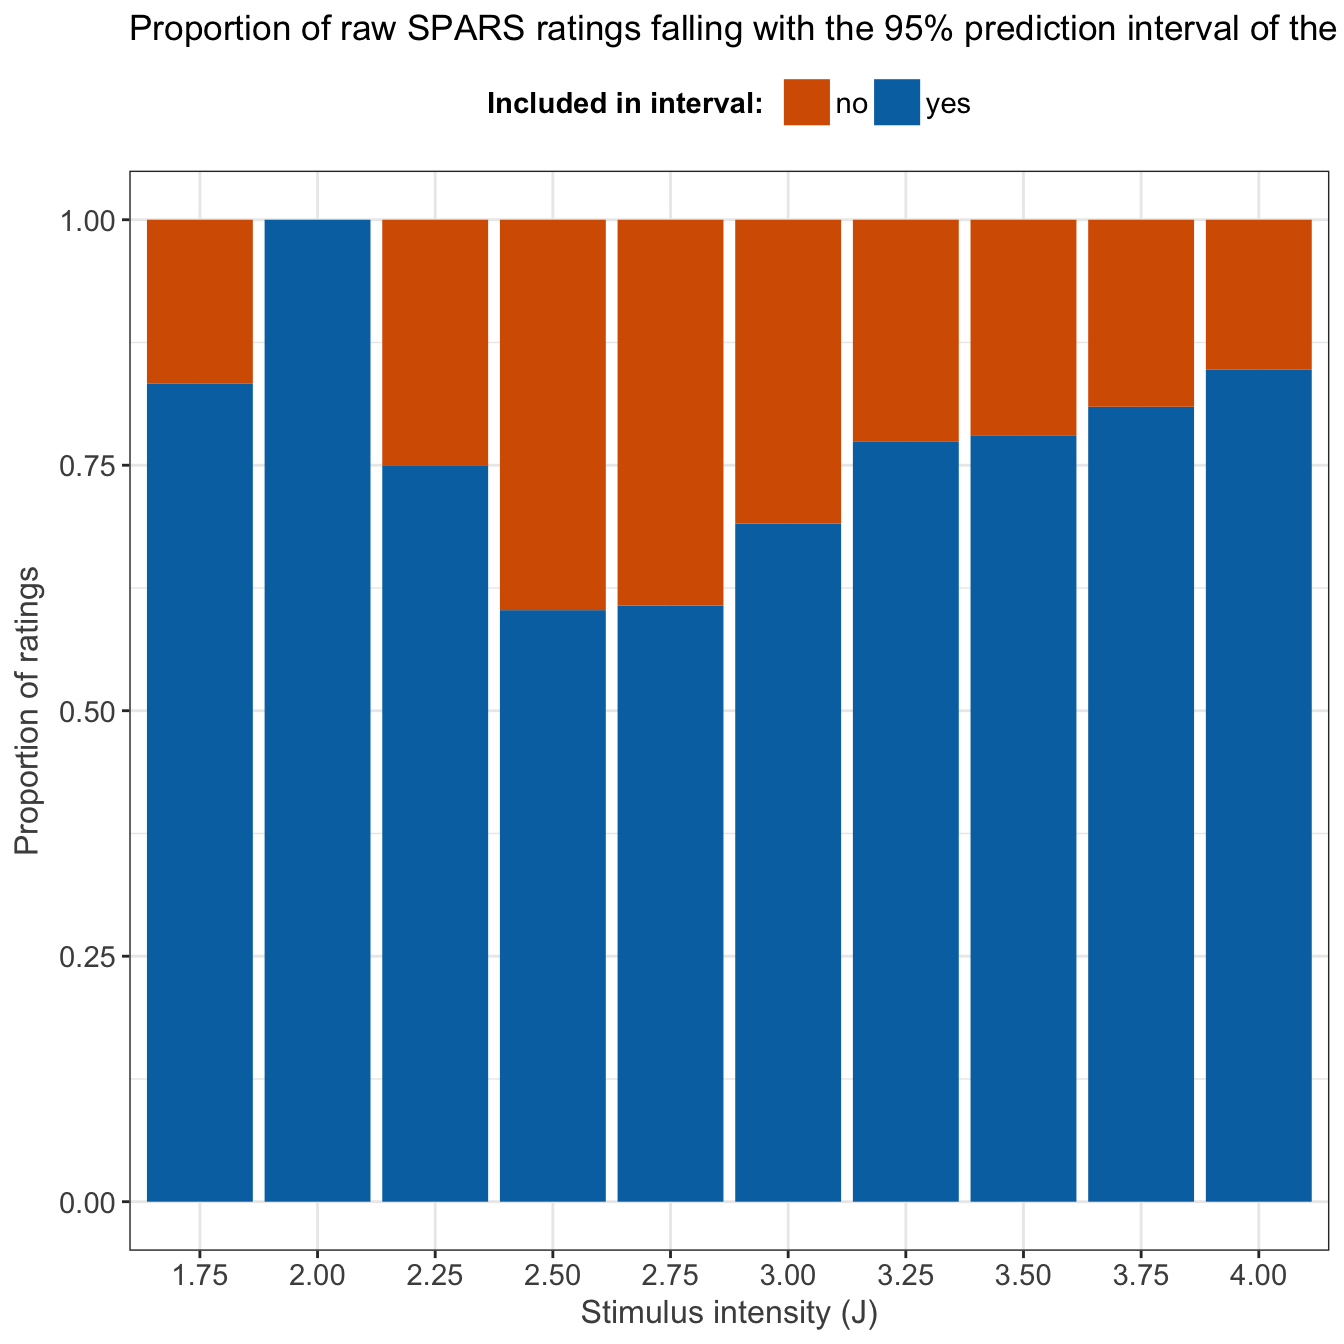 Proportion of raw SPARS ratings falling with the 95% prediction interval of the
Included in interval: no yes
1.00
0.75
0.50
0.25
0.00
Proportion of ratings
1.75 2.00 2.25 2.50 2.75 3.00 3.25 3.50 3.75 4.00
Stimulus intensity (J)